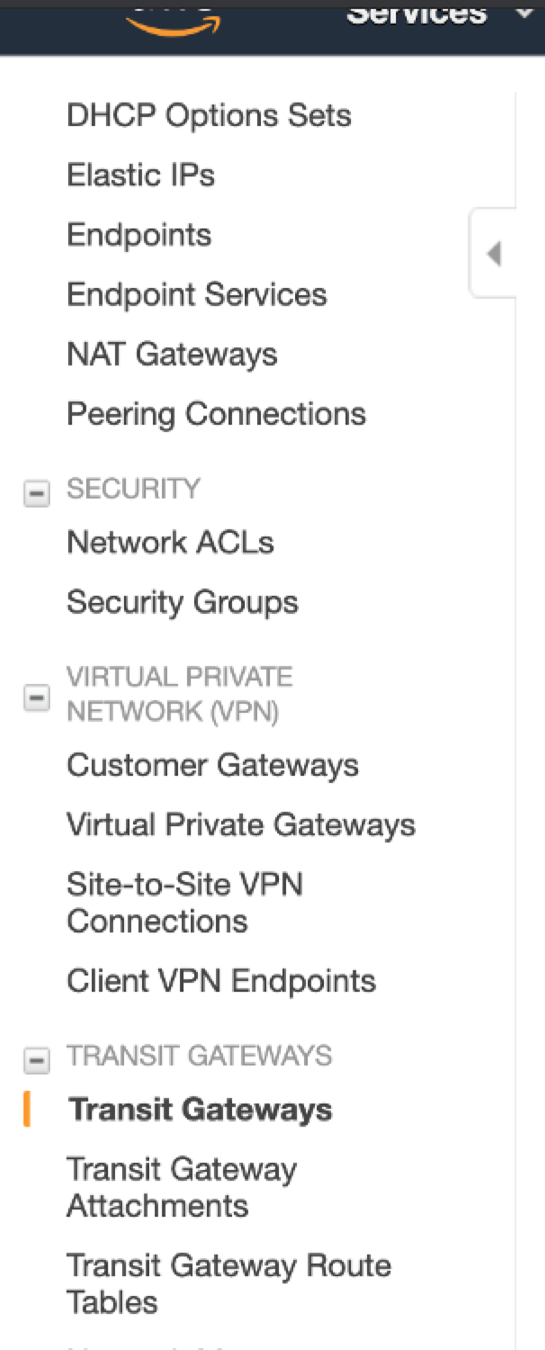 Services
DHCP Options Sets
Elastic IPs
Endpoints
Endpoint Services
NAT Gateways
Peering Connections
SECURITY
Network ACLs
Security Groups
VIRTUAL PRIVATE
NETWORK (VPN)
Customer Gateways
Virtual Private Gateways
Site-to-Site VPN
Connections
Client VPN Endpoints
TRANSIT GATEWAYS
Transit Gateways
Transit Gateway
Attachments
Transit Gateway Route
Tables